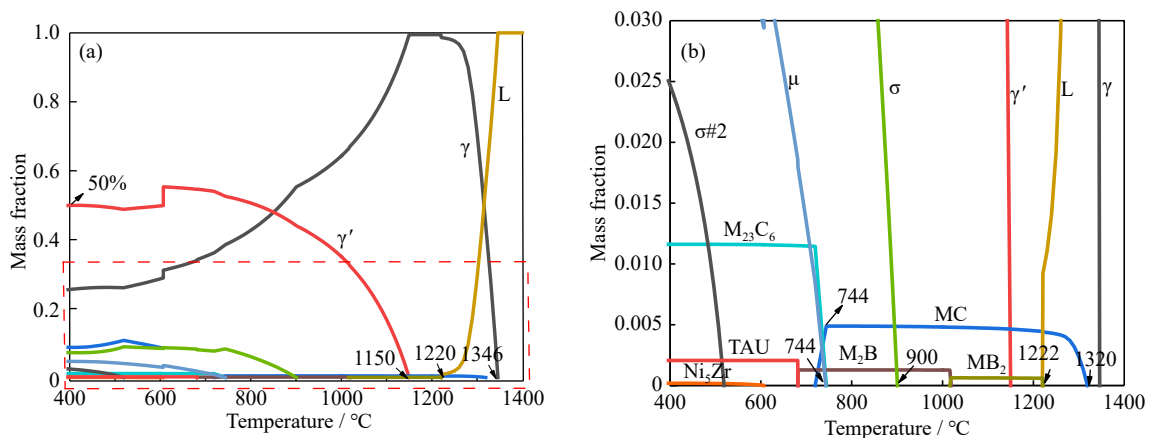 (a)
1.0
0.8
0.6
0.4
0.2
0
Mass fraction
50%
γ′
γ
L
1150
1220
1346
400
600
800
1000
1200
1400
Temperature / ℃
(b)
0.030
0.025
0.020
0.015
0.010
0.005
0
Mass fraction
σ#2
μ
σ
γ′
L
γ
M₂₃C₆
744
MC
TAU
744
M₂B
900
MB₂
1222
1320
Ni₅Zr
400
600
800
1000
1200
1400
Temperature / ℃